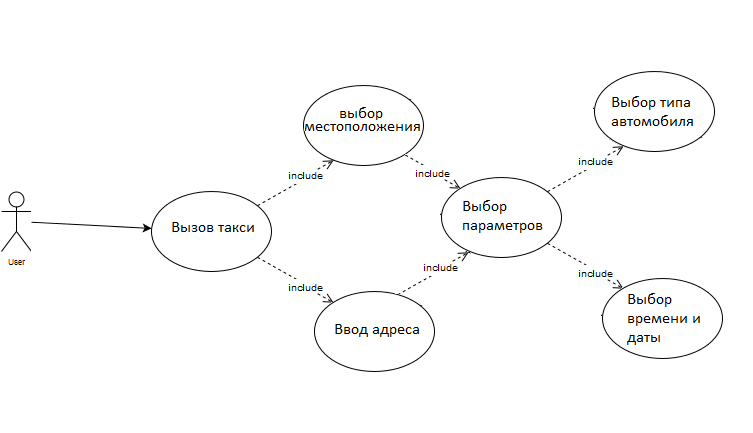 выбор
местоположения
Выбор типа
автомобиля
include
include
include
Вызов такси
Выбор
параметров
User
include
include
include
Ввод адреса
Выбор
времени и
даты